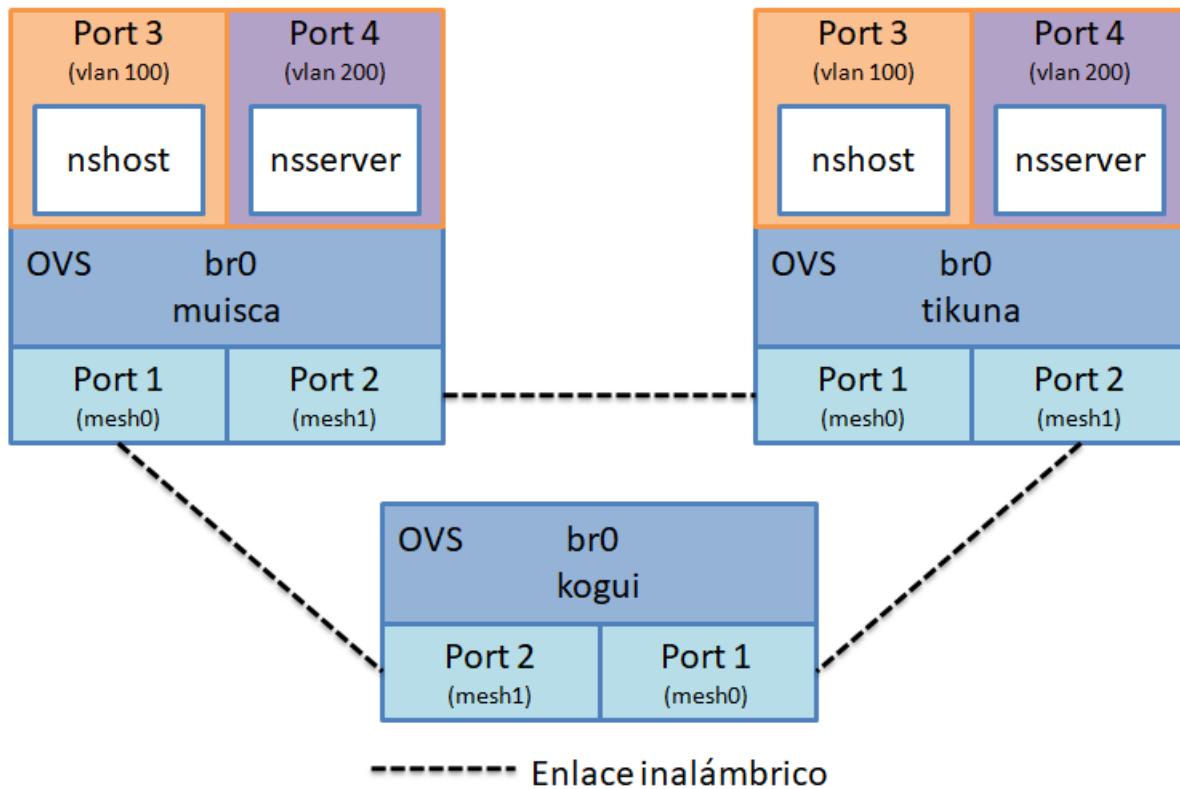 Port 3
(vlan 100)
nshost
Port 4
(vlan 200)
nsserver
OVS br0
muisca
Port 1
(mesh0)
Port 2
(mesh1)
Port 3
(vlan 100)
nshost
Port 4
(vlan 200)
nsserver
OVS br0
tikuna
Port 1
(mesh0)
Port 2
(mesh1)
OVS br0
kogui
Port 2
(mesh1)
Port 1
(mesh0)
Enlace inalámbrico